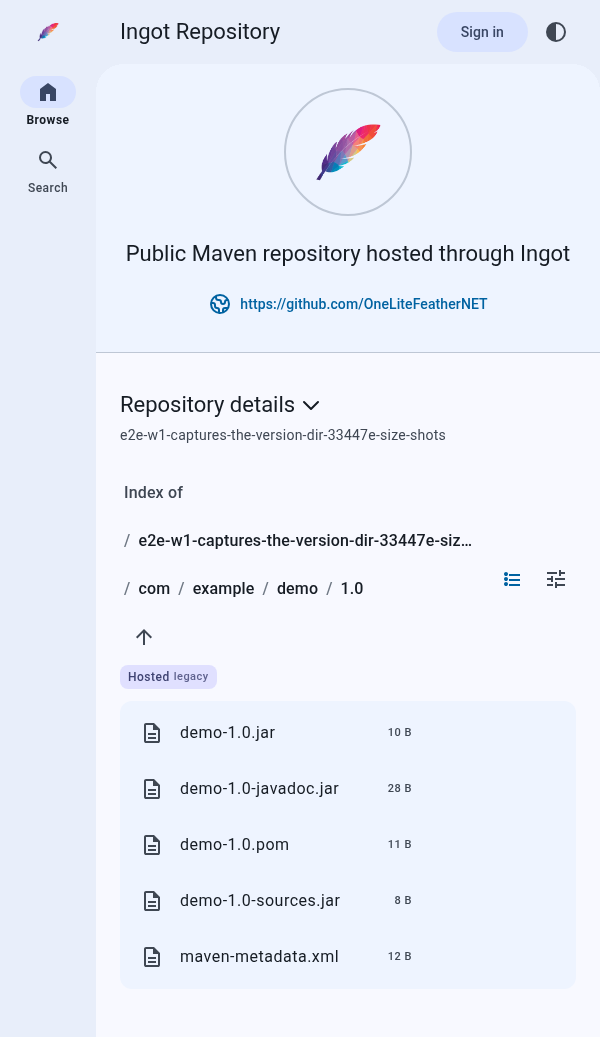 Ingot Repository
Sign in
Browse
Search
Public Maven repository hosted through Ingot
https://github.com/OneLiteFeatherNET
Repository details
e2e-w1-captures-the-version-dir-33447e-size-shots
Index of
/ e2e-w1-captures-the-version-dir-33447e-siz…
/ com / example / demo / 1.0
Hosted legacy
demo-1.0.jar 10 B
demo-1.0-javadoc.jar 28 B
demo-1.0.pom 11 B
demo-1.0-sources.jar 8 B
maven-metadata.xml 12 B